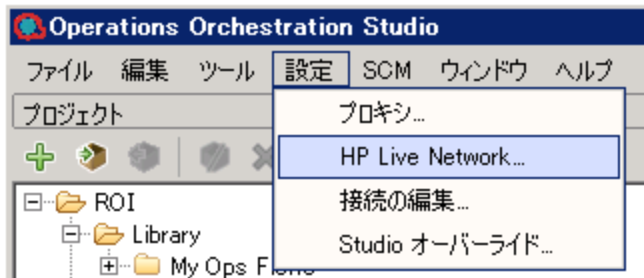 Operations Orchestration Studio
ファイル 編集 ツール 設定 SCM ウィンドウ ヘルプ
プロジェクト
プロキシ...
HP Live Network...
接続の編集...
Studio オーバーライド...
ROI
Library
My Ops